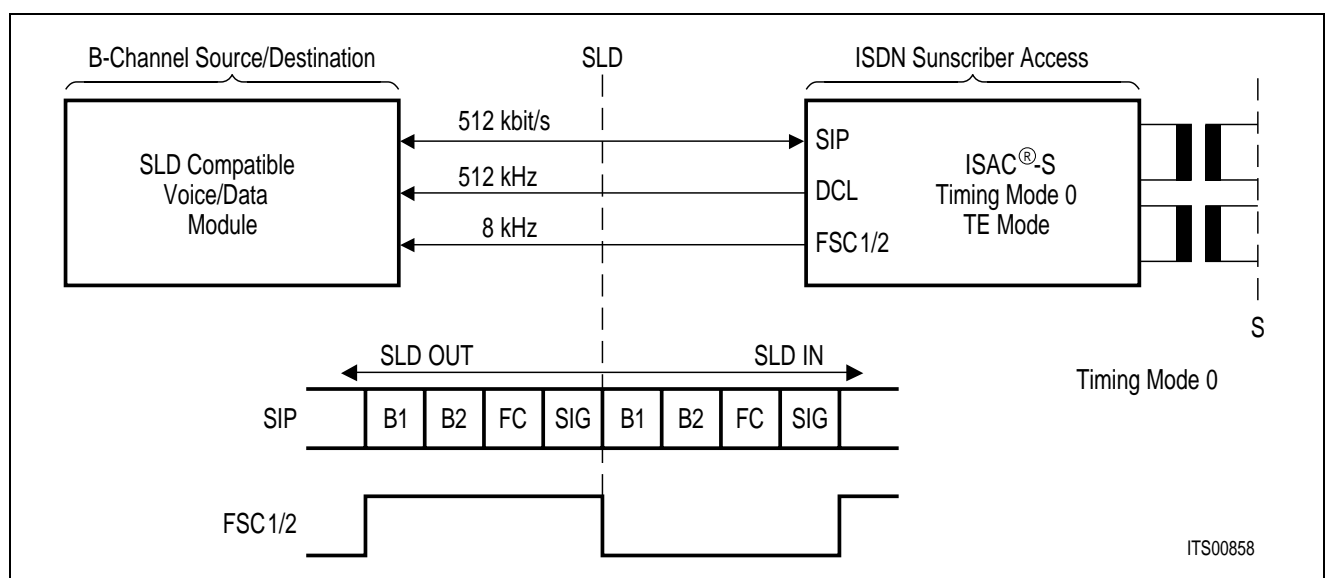 B-Channel Source/Destination
SLD
ISDN Sunscriber Access
SLD Compatible
Voice/Data
Module
512 kbit/s
512 kHz
8 kHz
SIP
DCL
FSC1/2
ISAC®-S
Timing Mode 0
TE Mode
S
SLD OUT
SLD IN
Timing Mode 0
SIP
B1 B2 FC SIG B1 B2 FC SIG
FSC1/2
ITS00858